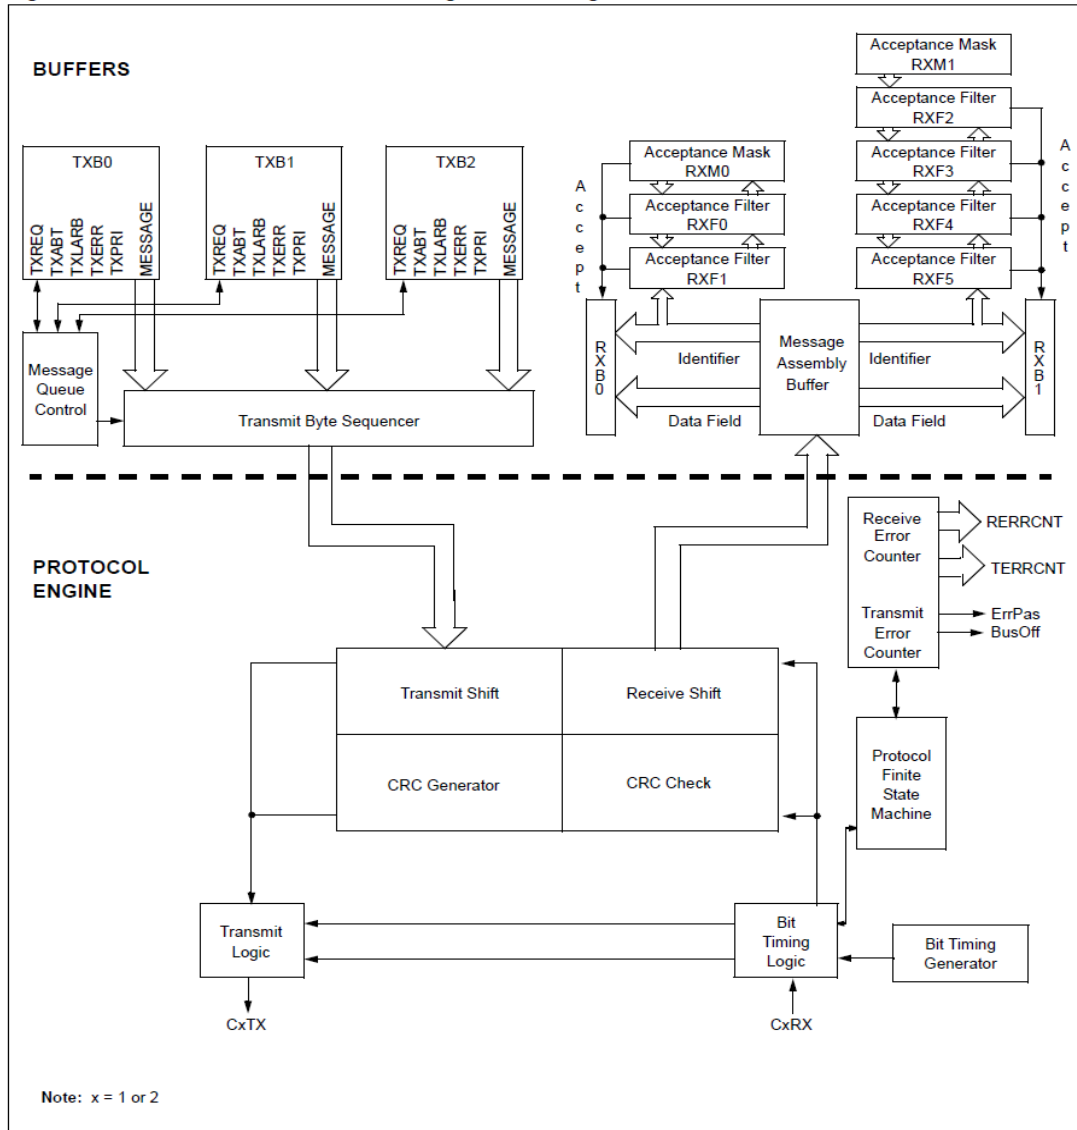 BUFFERS
TXB0
TXREQ
TXABT
TXLARB
TXERR
TXPRI
MESSAGE
TXB1
TXREQ
TXABT
TXLARB
TXERR
TXPRI
MESSAGE
TXB2
TXREQ
TXABT
TXLARB
TXERR
TXPRI
MESSAGE
Message
Queue
Control
Transmit Byte Sequencer
Accept
Acceptance Mask
RXM0
Acceptance Filter
RXF0
Acceptance Filter
RXF1
Acceptance Mask
RXM1
Acceptance Filter
RXF2
Acceptance Filter
RXF3
Acceptance Filter
RXF4
Acceptance Filter
RXF5
Accept
RXB0
Identifier
Data Field
Message
Assembly
Buffer
Identifier
Data Field
RXB1
PROTOCOL
ENGINE
Receive
Error
Counter
Transmit
Error
Counter
RERRCNT
TERRCNT
ErrPas
BusOff
Transmit Shift
Receive Shift
CRC Generator
CRC Check
Protocol
Finite
State
Machine
Transmit
Logic
Bit
Timing
Logic
Bit Timing
Generator
CxTX
CxRX
Note: x = 1 or 2